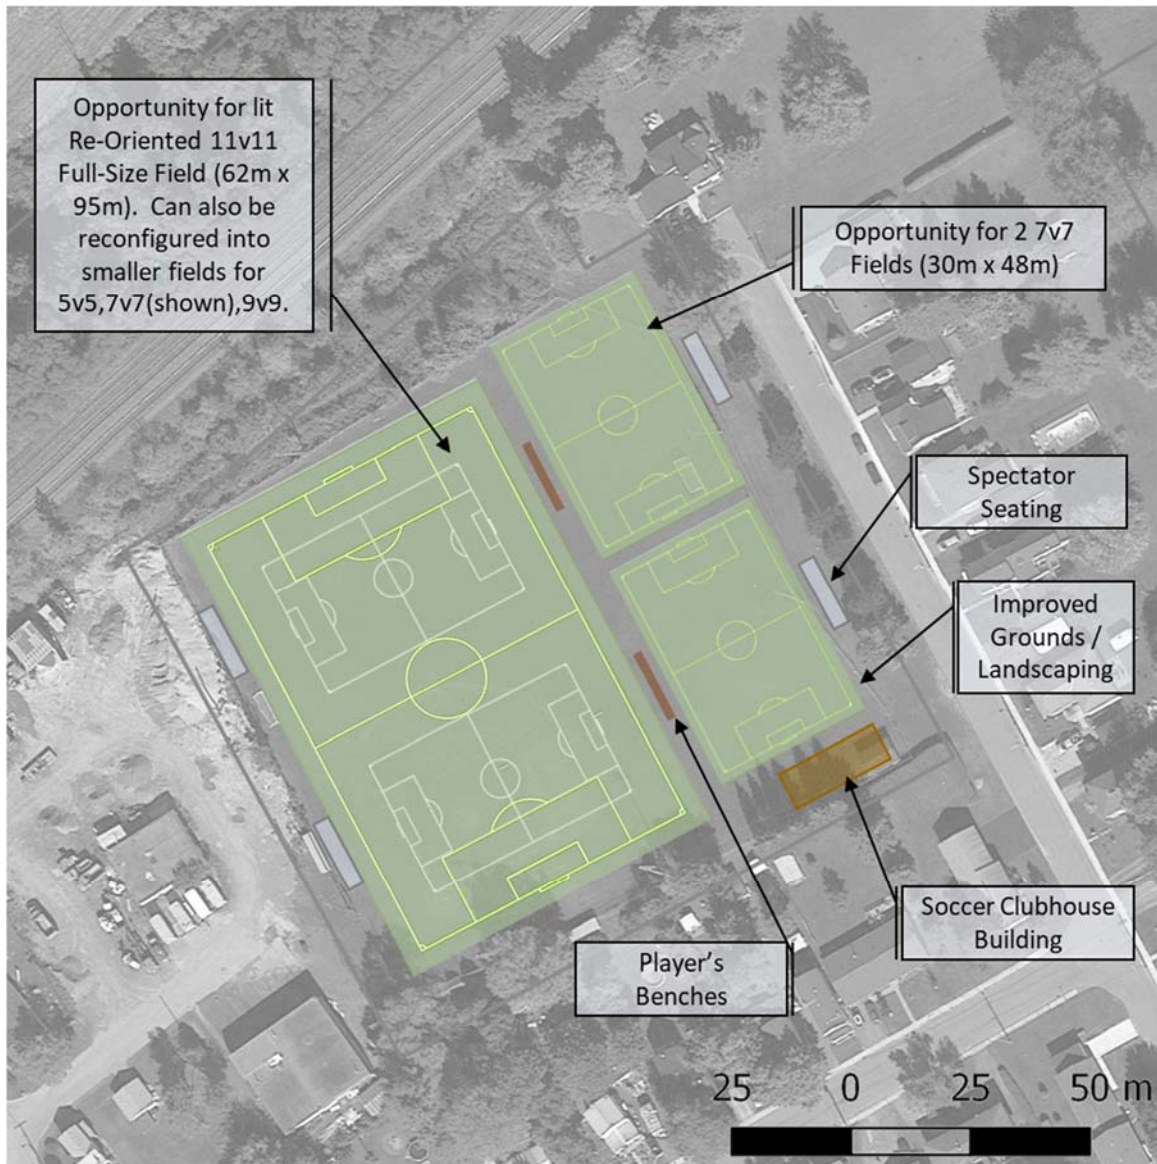 Opportunity for lit
Re-Oriented 11v11
Full-Size Field (62m x
95m). Can also be
reconfigured into
smaller fields for
5v5,7v7(shown),9v9.
Opportunity for 2 7v7
Fields (30m x 48m)
Spectator
Seating
Improved
Grounds /
Landscaping
Soccer Clubhouse
Building
Player’s
Benches
25 0 25 50 m